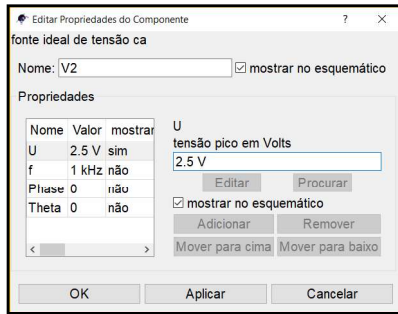 Editar Propriedades do Componente ? ×
fonte ideal de tensão ca
Nome: V2 mostrar no esquemático
Propriedades
Nome Valor mostrar
U 2.5 V sim
f 1 kHz não
Phase 0 não
Theta 0 não
U
tensão pico em Volts
2.5 V
Editar Procurar
mostrar no esquemático
Adicionar Remover
Mover para cima Mover para baixo
OK Aplicar Cancelar